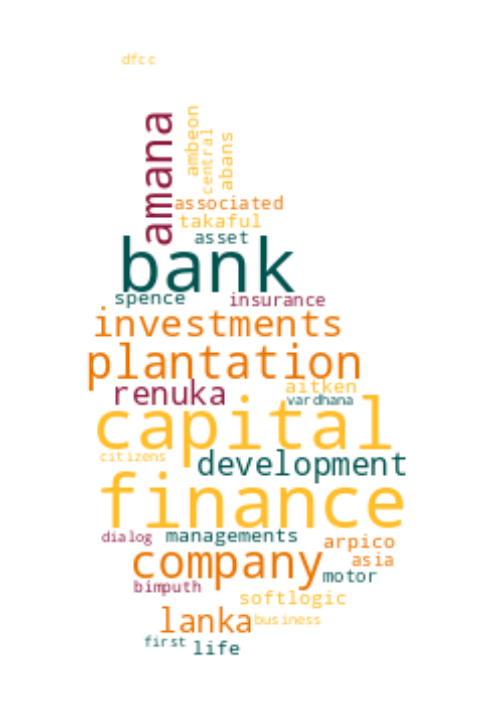 dfcc
amana
ambeon
central
abans
associated
takaful
asset
bank
spence
insurance
investments
plantation
aitken
renuka
vardhana
capital
citizens
development
finance
dialog
managements
arpico
company
asia
motor
bimputh
softlogic
lanka
business
first
life